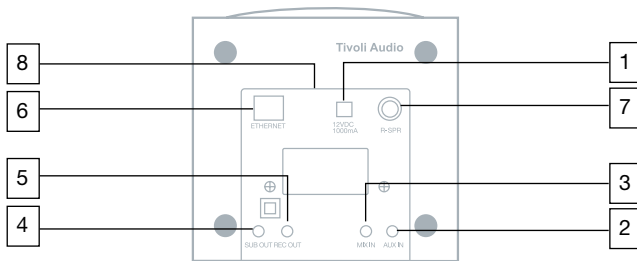 Tivoli Audio
8
1
6
ETHERNET
12VDC
1000mA
R-SPR
7
5
3
4
SUB OUT REC OUT
MIX IN
AUX IN
2